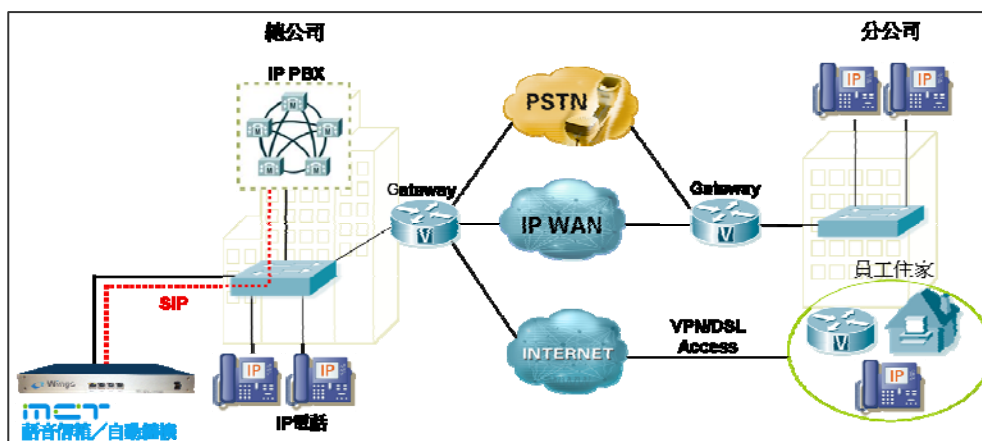 總公司
分公司
IP PBX
M
M
M
M
M
PSTN
IP
IP
Gateway
Gateway
V
IP WAN
V
員工住家
SIP
INTERNET
VPN/DSL
Access
V
Wings
IP
IP
IP
MCT
IP電話
語音信箱／自動總機